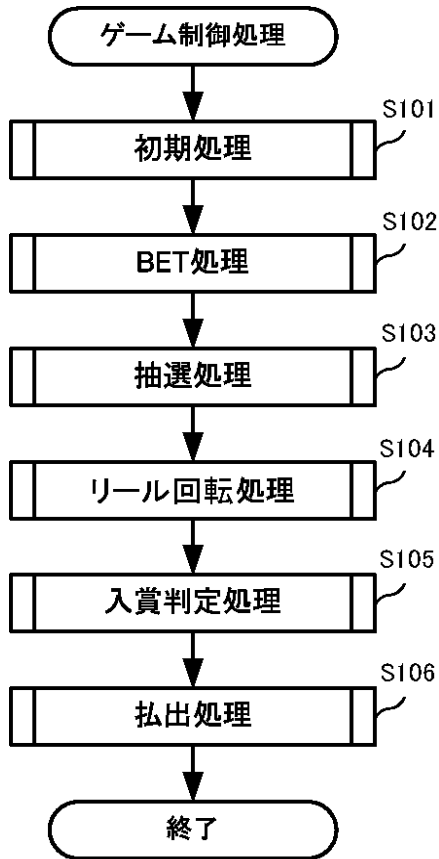 ゲーム制御処理
S101
初期処理
S102
BET処理
S103
抽選処理
S104
リール回転処理
S105
入賞判定処理
S106
払出処理
終了